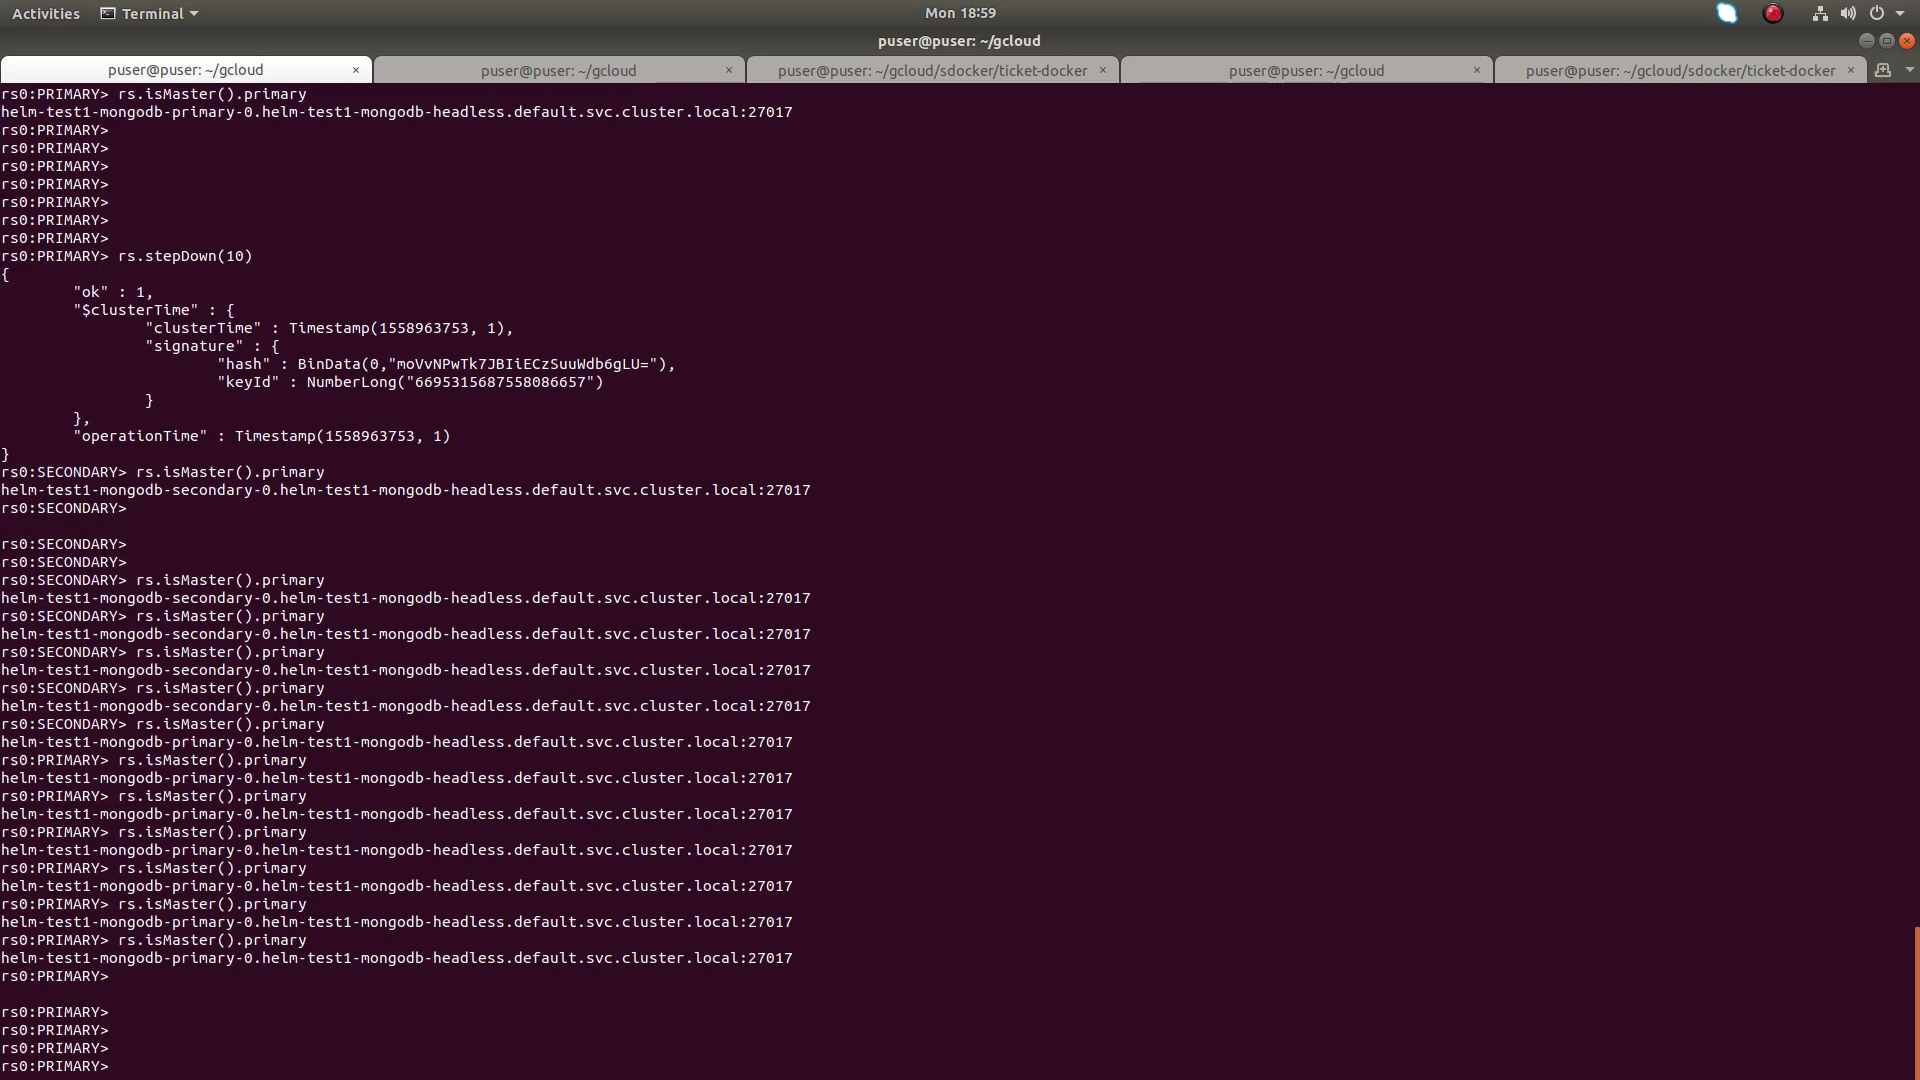 Activities Terminal Mon 18:59
puser@puser: ~/gcloud
puser@puser: ~/gcloud × puser@puser: ~/gcloud × puser@puser: ~/gcloud/sdocker/ticket-docker × puser@puser: ~/gcloud × puser@puser: ~/gcloud/sdocker/ticket-docker ×
rs0:PRIMARY> rs.isMaster().primary
helm-test1-mongodb-primary-0.helm-test1-mongodb-headless.default.svc.cluster.local:27017
rs0:PRIMARY>
rs0:PRIMARY>
rs0:PRIMARY>
rs0:PRIMARY>
rs0:PRIMARY>
rs0:PRIMARY>
rs0:PRIMARY>
rs0:PRIMARY> rs.stepDown(10)
{
        "ok" : 1,
        "$clusterTime" : {
                "clusterTime" : Timestamp(1558963753, 1),
                "signature" : {
                        "hash" : BinData(0,"moVvNPwTk7JBIiECzSuuWdb6gLU="),
                        "keyId" : NumberLong("6695315687558086657")
                }
        },
        "operationTime" : Timestamp(1558963753, 1)
}
rs0:SECONDARY> rs.isMaster().primary
helm-test1-mongodb-secondary-0.helm-test1-mongodb-headless.default.svc.cluster.local:27017
rs0:SECONDARY>
rs0:SECONDARY>
rs0:SECONDARY>
rs0:SECONDARY> rs.isMaster().primary
helm-test1-mongodb-secondary-0.helm-test1-mongodb-headless.default.svc.cluster.local:27017
rs0:SECONDARY> rs.isMaster().primary
helm-test1-mongodb-secondary-0.helm-test1-mongodb-headless.default.svc.cluster.local:27017
rs0:SECONDARY> rs.isMaster().primary
helm-test1-mongodb-secondary-0.helm-test1-mongodb-headless.default.svc.cluster.local:27017
rs0:SECONDARY> rs.isMaster().primary
helm-test1-mongodb-secondary-0.helm-test1-mongodb-headless.default.svc.cluster.local:27017
rs0:SECONDARY> rs.isMaster().primary
helm-test1-mongodb-primary-0.helm-test1-mongodb-headless.default.svc.cluster.local:27017
rs0:PRIMARY> rs.isMaster().primary
helm-test1-mongodb-primary-0.helm-test1-mongodb-headless.default.svc.cluster.local:27017
rs0:PRIMARY> rs.isMaster().primary
helm-test1-mongodb-primary-0.helm-test1-mongodb-headless.default.svc.cluster.local:27017
rs0:PRIMARY> rs.isMaster().primary
helm-test1-mongodb-primary-0.helm-test1-mongodb-headless.default.svc.cluster.local:27017
rs0:PRIMARY> rs.isMaster().primary
helm-test1-mongodb-primary-0.helm-test1-mongodb-headless.default.svc.cluster.local:27017
rs0:PRIMARY> rs.isMaster().primary
helm-test1-mongodb-primary-0.helm-test1-mongodb-headless.default.svc.cluster.local:27017
rs0:PRIMARY> rs.isMaster().primary
helm-test1-mongodb-primary-0.helm-test1-mongodb-headless.default.svc.cluster.local:27017
rs0:PRIMARY>
rs0:PRIMARY>
rs0:PRIMARY>
rs0:PRIMARY>
rs0:PRIMARY>